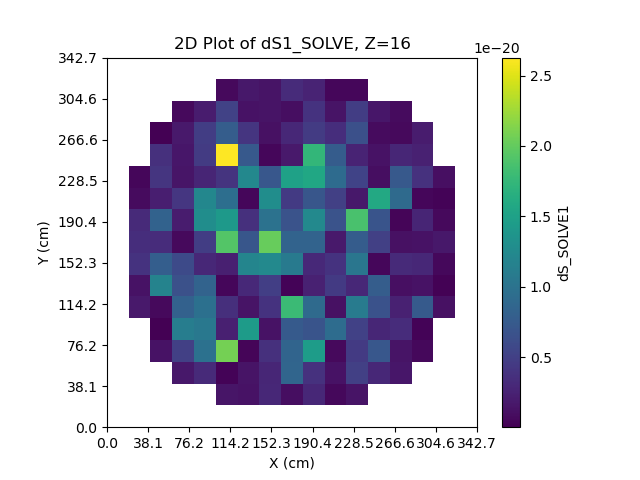 2D Plot of dS1_SOLVE, Z=16
1e−20
342.7
304.6
266.6
228.5
190.4
152.3
114.2
76.2
38.1
0.0
Y (cm)
0.0 38.1 76.2 114.2 152.3 190.4 228.5 266.6 304.6 342.7
X (cm)
2.5
2.0
1.5
1.0
0.5
dS_SOLVE1